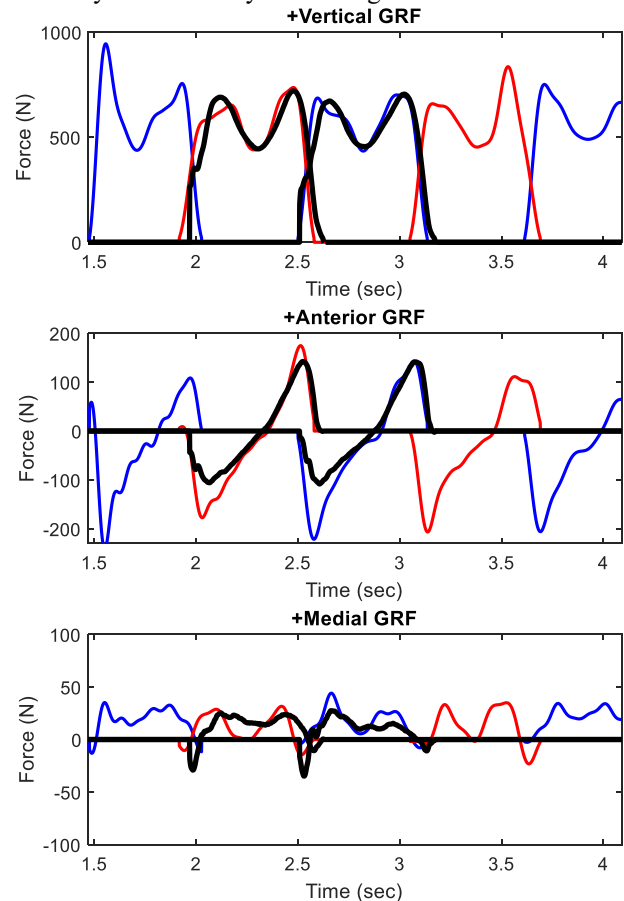 +Vertical GRF
1000
500
0
Force (N)
1.5 2 2.5 3 3.5 4
Time (sec)
+Anterior GRF
200
100
0
-100
-200
Force (N)
1.5 2 2.5 3 3.5 4
Time (sec)
+Medial GRF
100
50
0
-50
-100
Force (N)
1.5 2 2.5 3 3.5 4
Time (sec)